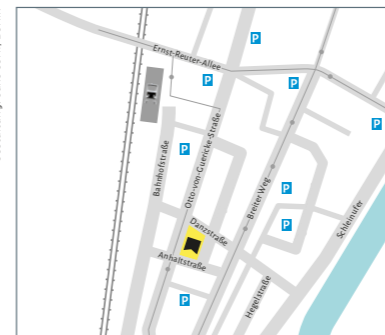 P
Ernst-Reuter-Allee
P
P
P
P
Bahnhofstraße
Otto-von-Guericke-Straße
P
Breiter Weg
P
Schleinufer
Danzstraße
Anhaltstraße
Hegelstraße
P